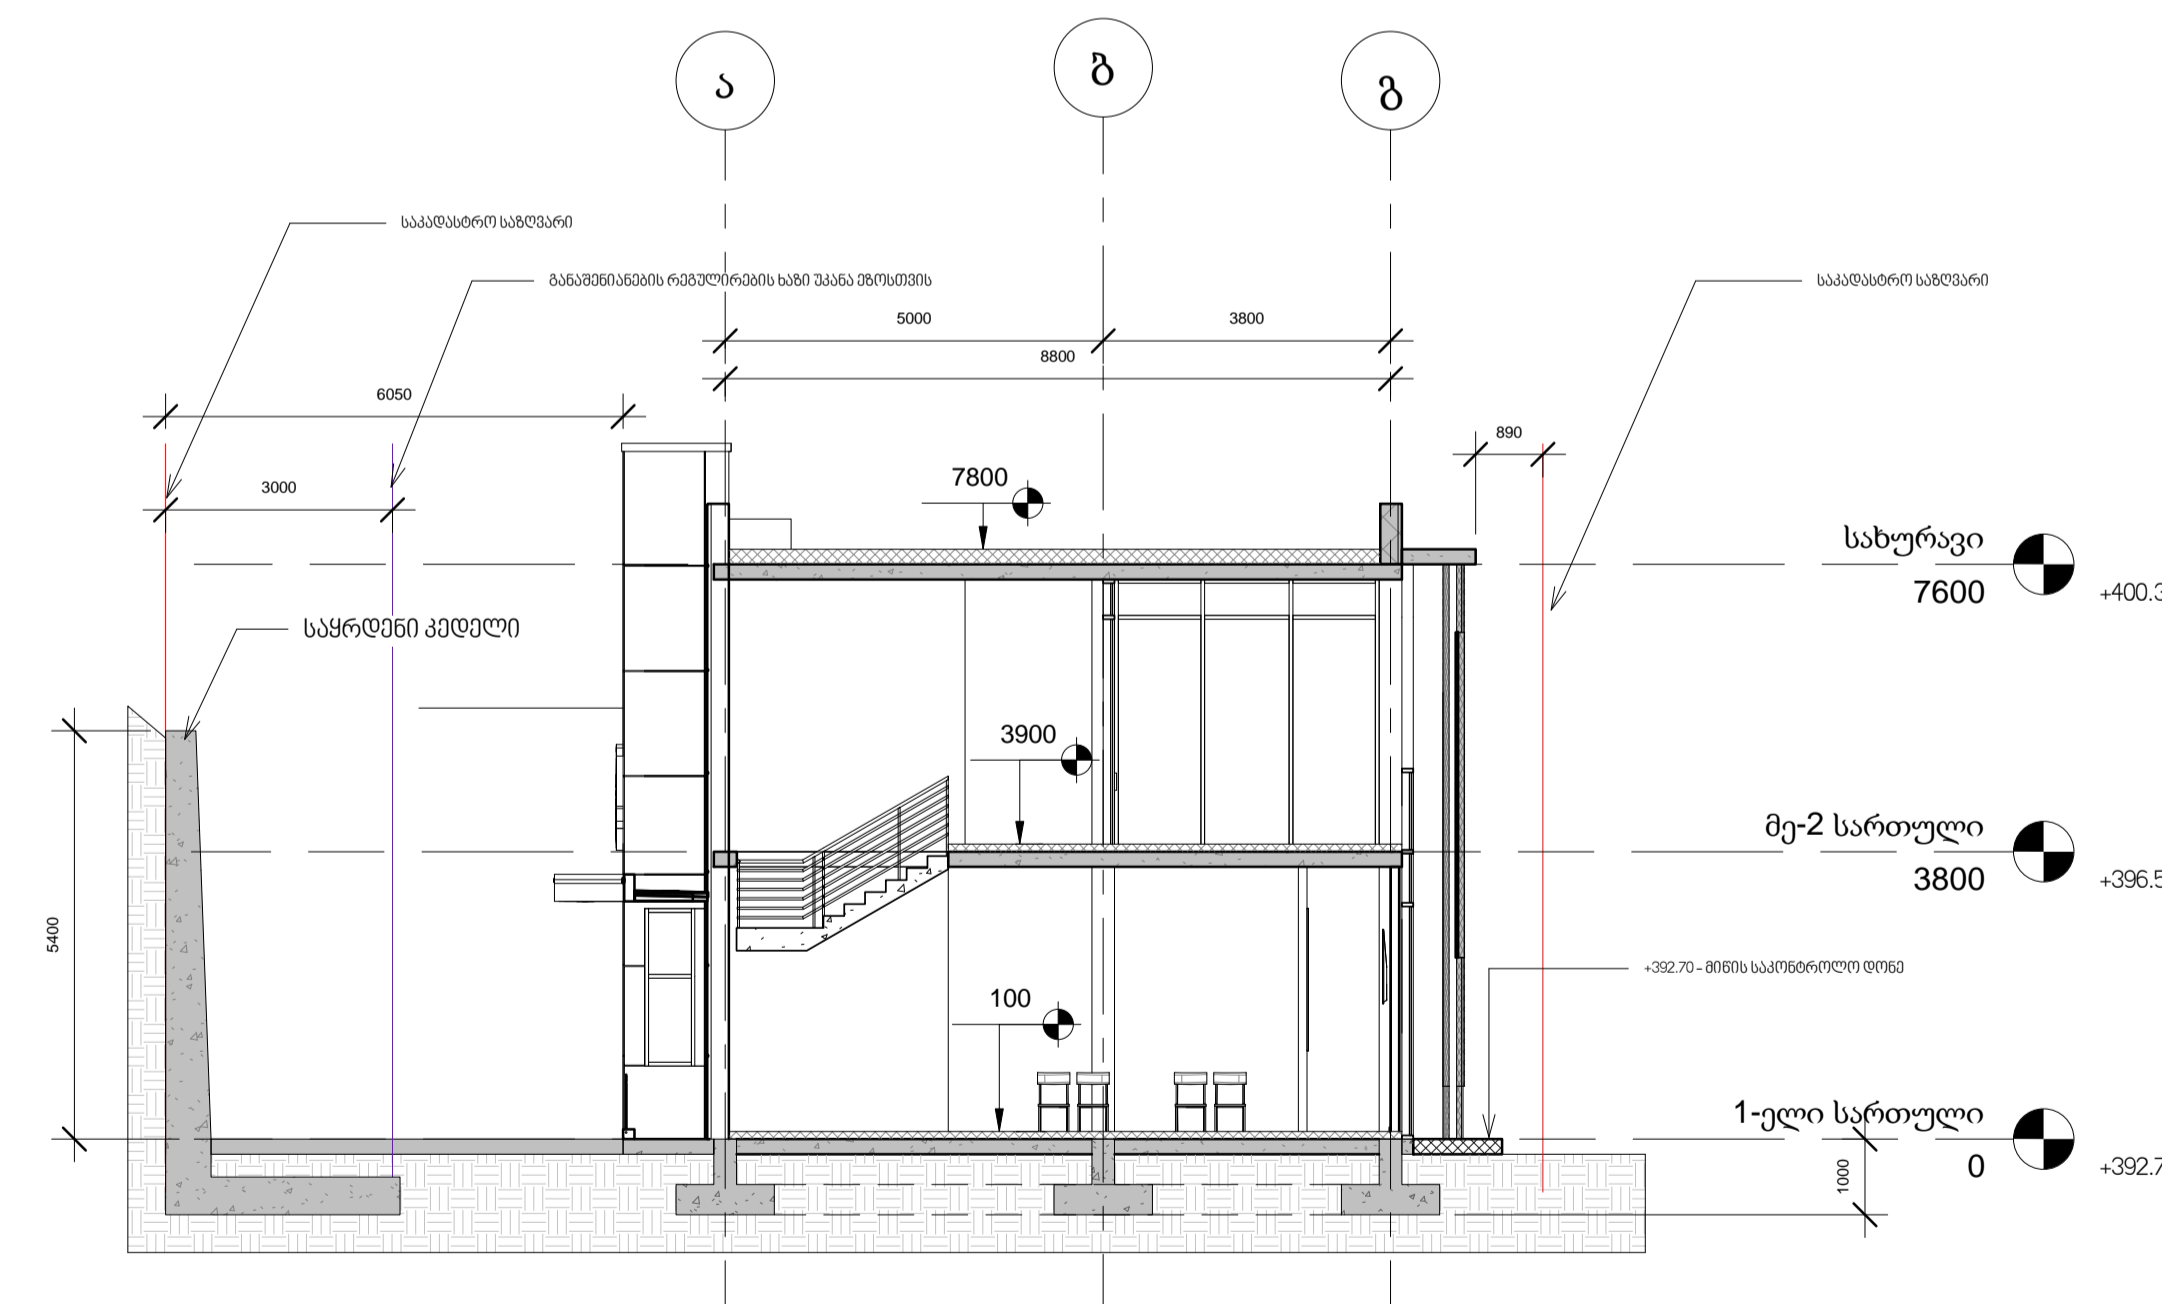 ა
ბ
გ
საკადასტრო საზღვარი
განაშენიანების რეგულირების ხაზი უკანა ეზოსთვის
საკადასტრო საზღვარი
5000
3800
8800
6050
890
3000
7800
სახურავი
7600
+400.3
საყრდენი კედელი
3900
მე-2 სართული
3800
+396.5
5400
+392.70 - მიწის საკონტროლო დონე
100
1-ელი სართული
0
+392.7
1000